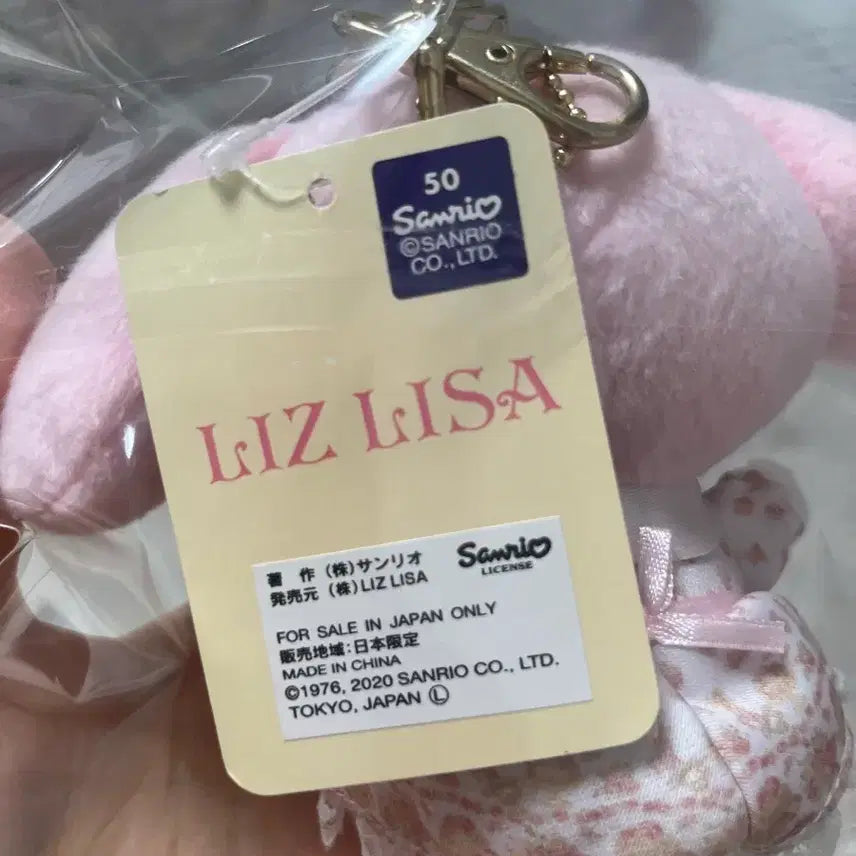 50
Sanrio
©SANRIO
CO., LTD.
LIZ LISA
著 作 (株)サンリオ
発売元 (株)LIZ LISA
Sanrio
LICENSE
FOR SALE IN JAPAN ONLY
販売地域:日本限定
MADE IN CHINA
©1976, 2020 SANRIO CO., LTD.
TOKYO, JAPAN Ⓛ